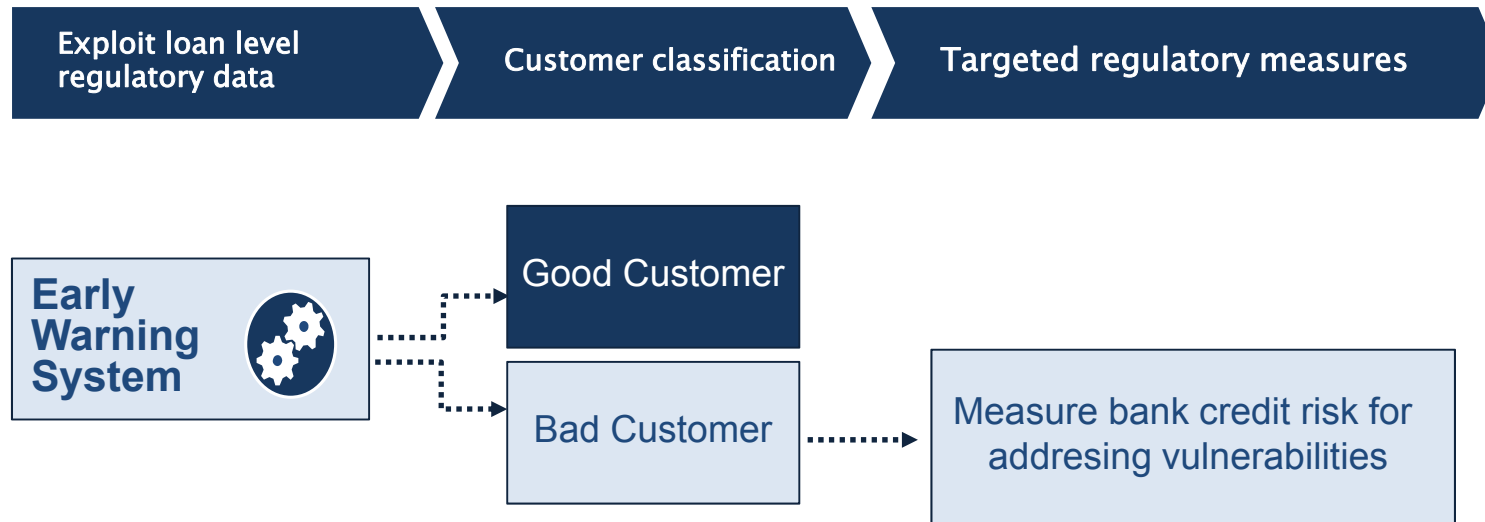 Exploit loan level
regulatory data
Customer classification
Targeted regulatory measures
Early
Warning
System
Good Customer
Bad Customer
Measure bank credit risk for
addresing vulnerabilities